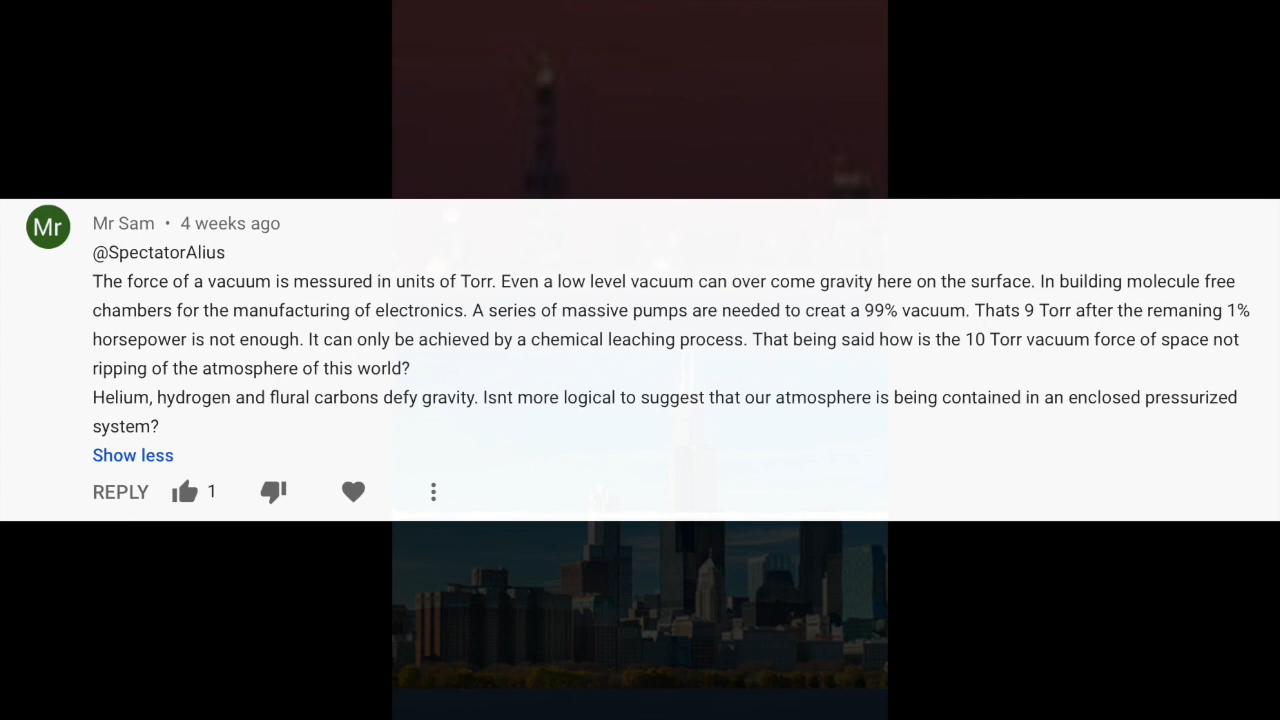 Mr
Mr Sam • 4 weeks ago
@SpectatorAlius
The force of a vacuum is messured in units of Torr. Even a low level vacuum can over come gravity here on the surface. In building molecule free
chambers for the manufacturing of electronics. A series of massive pumps are needed to creat a 99% vacuum. Thats 9 Torr after the remaning 1%
horsepower is not enough. It can only be achieved by a chemical leaching process. That being said how is the 10 Torr vacuum force of space not
ripping of the atmosphere of this world?
Helium, hydrogen and flural carbons defy gravity. Isnt more logical to suggest that our atmosphere is being contained in an enclosed pressurized
system?
Show less
REPLY 1